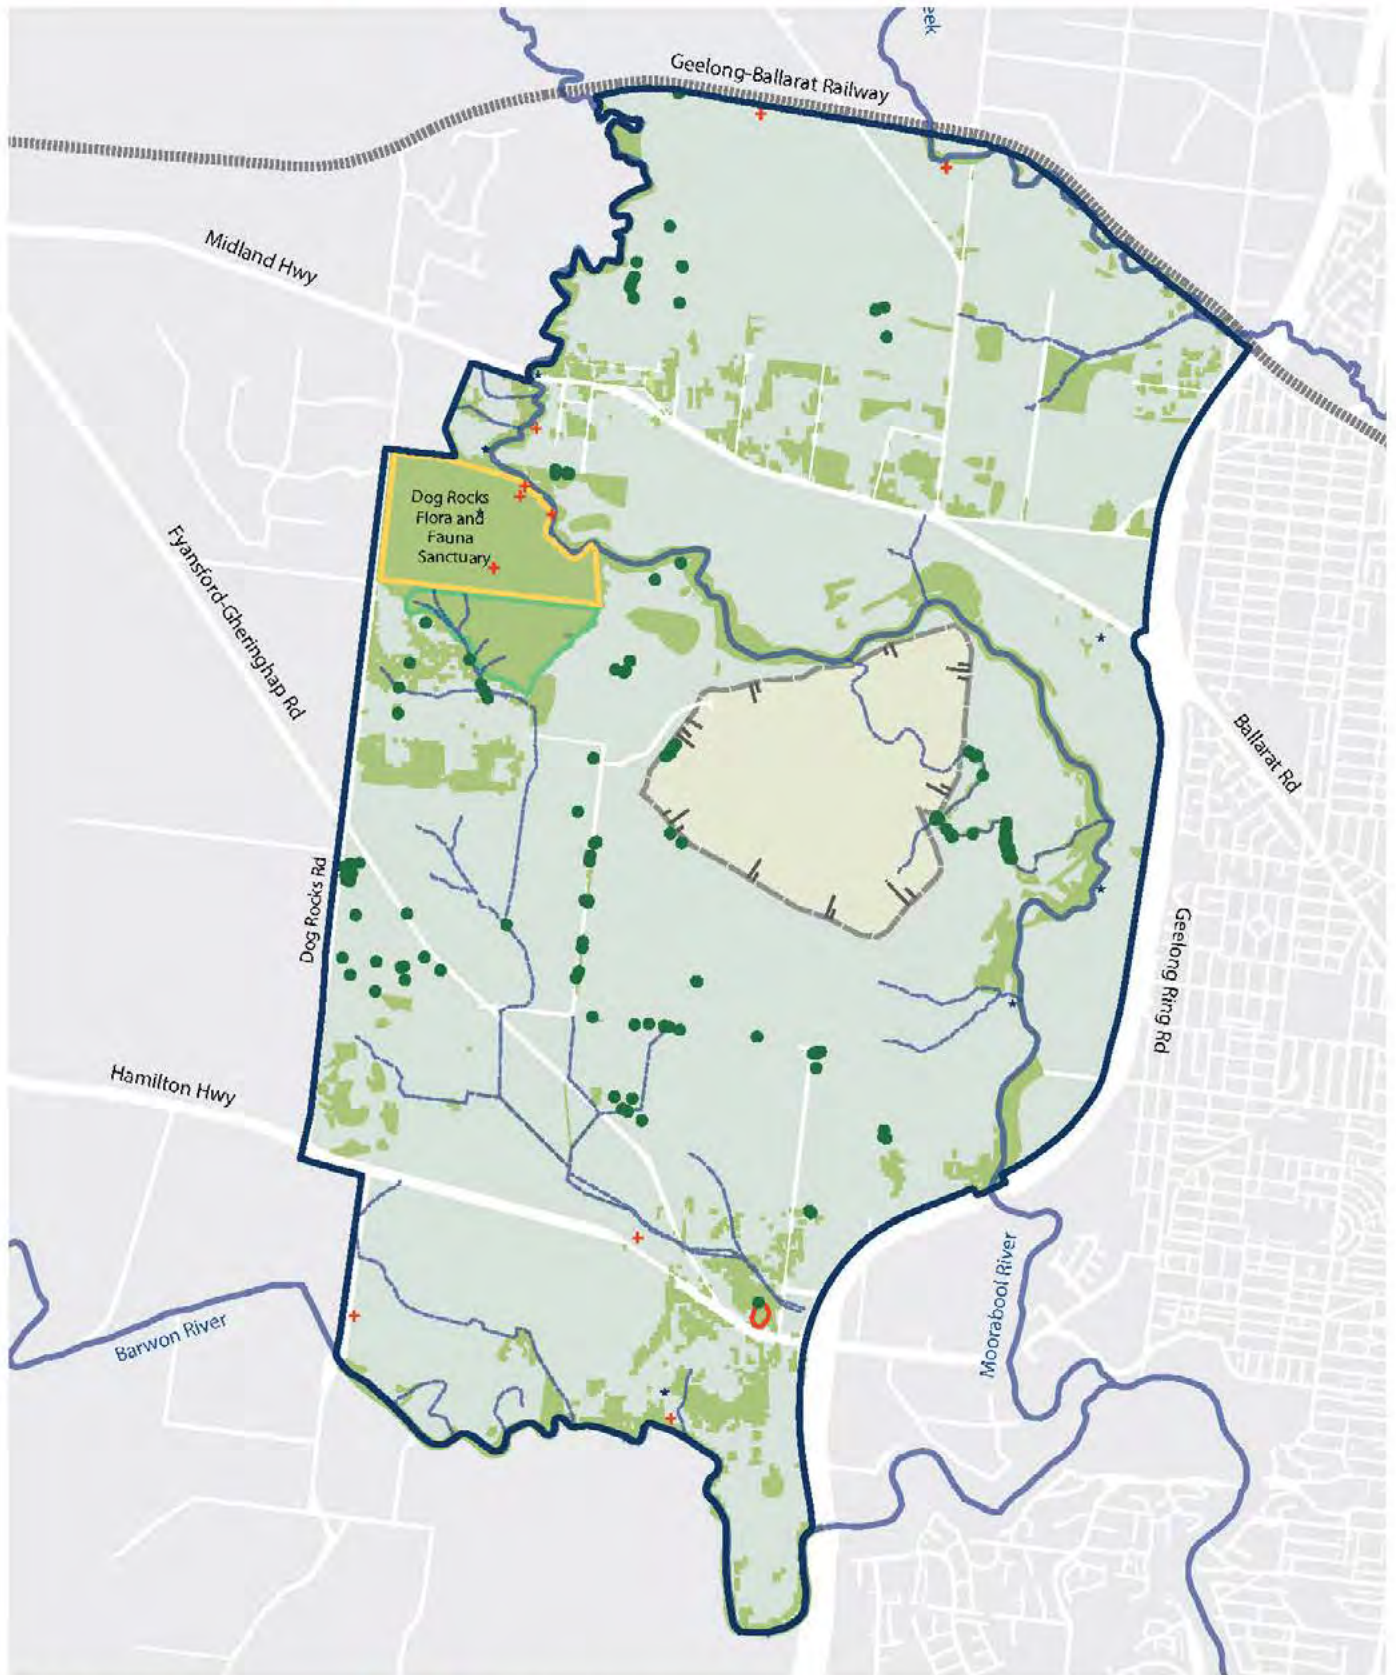 eek
Geelong-Ballarat Railway
Midland Hwy
Dog Rocks
Flora and
Fauna
Sanctuary
Fyansford-Gheringhap Rd
Ballarat Rd
Dog Rocks Rd
Geelong Ring Rd
Hamilton Hwy
Moorabool River
Barwon River